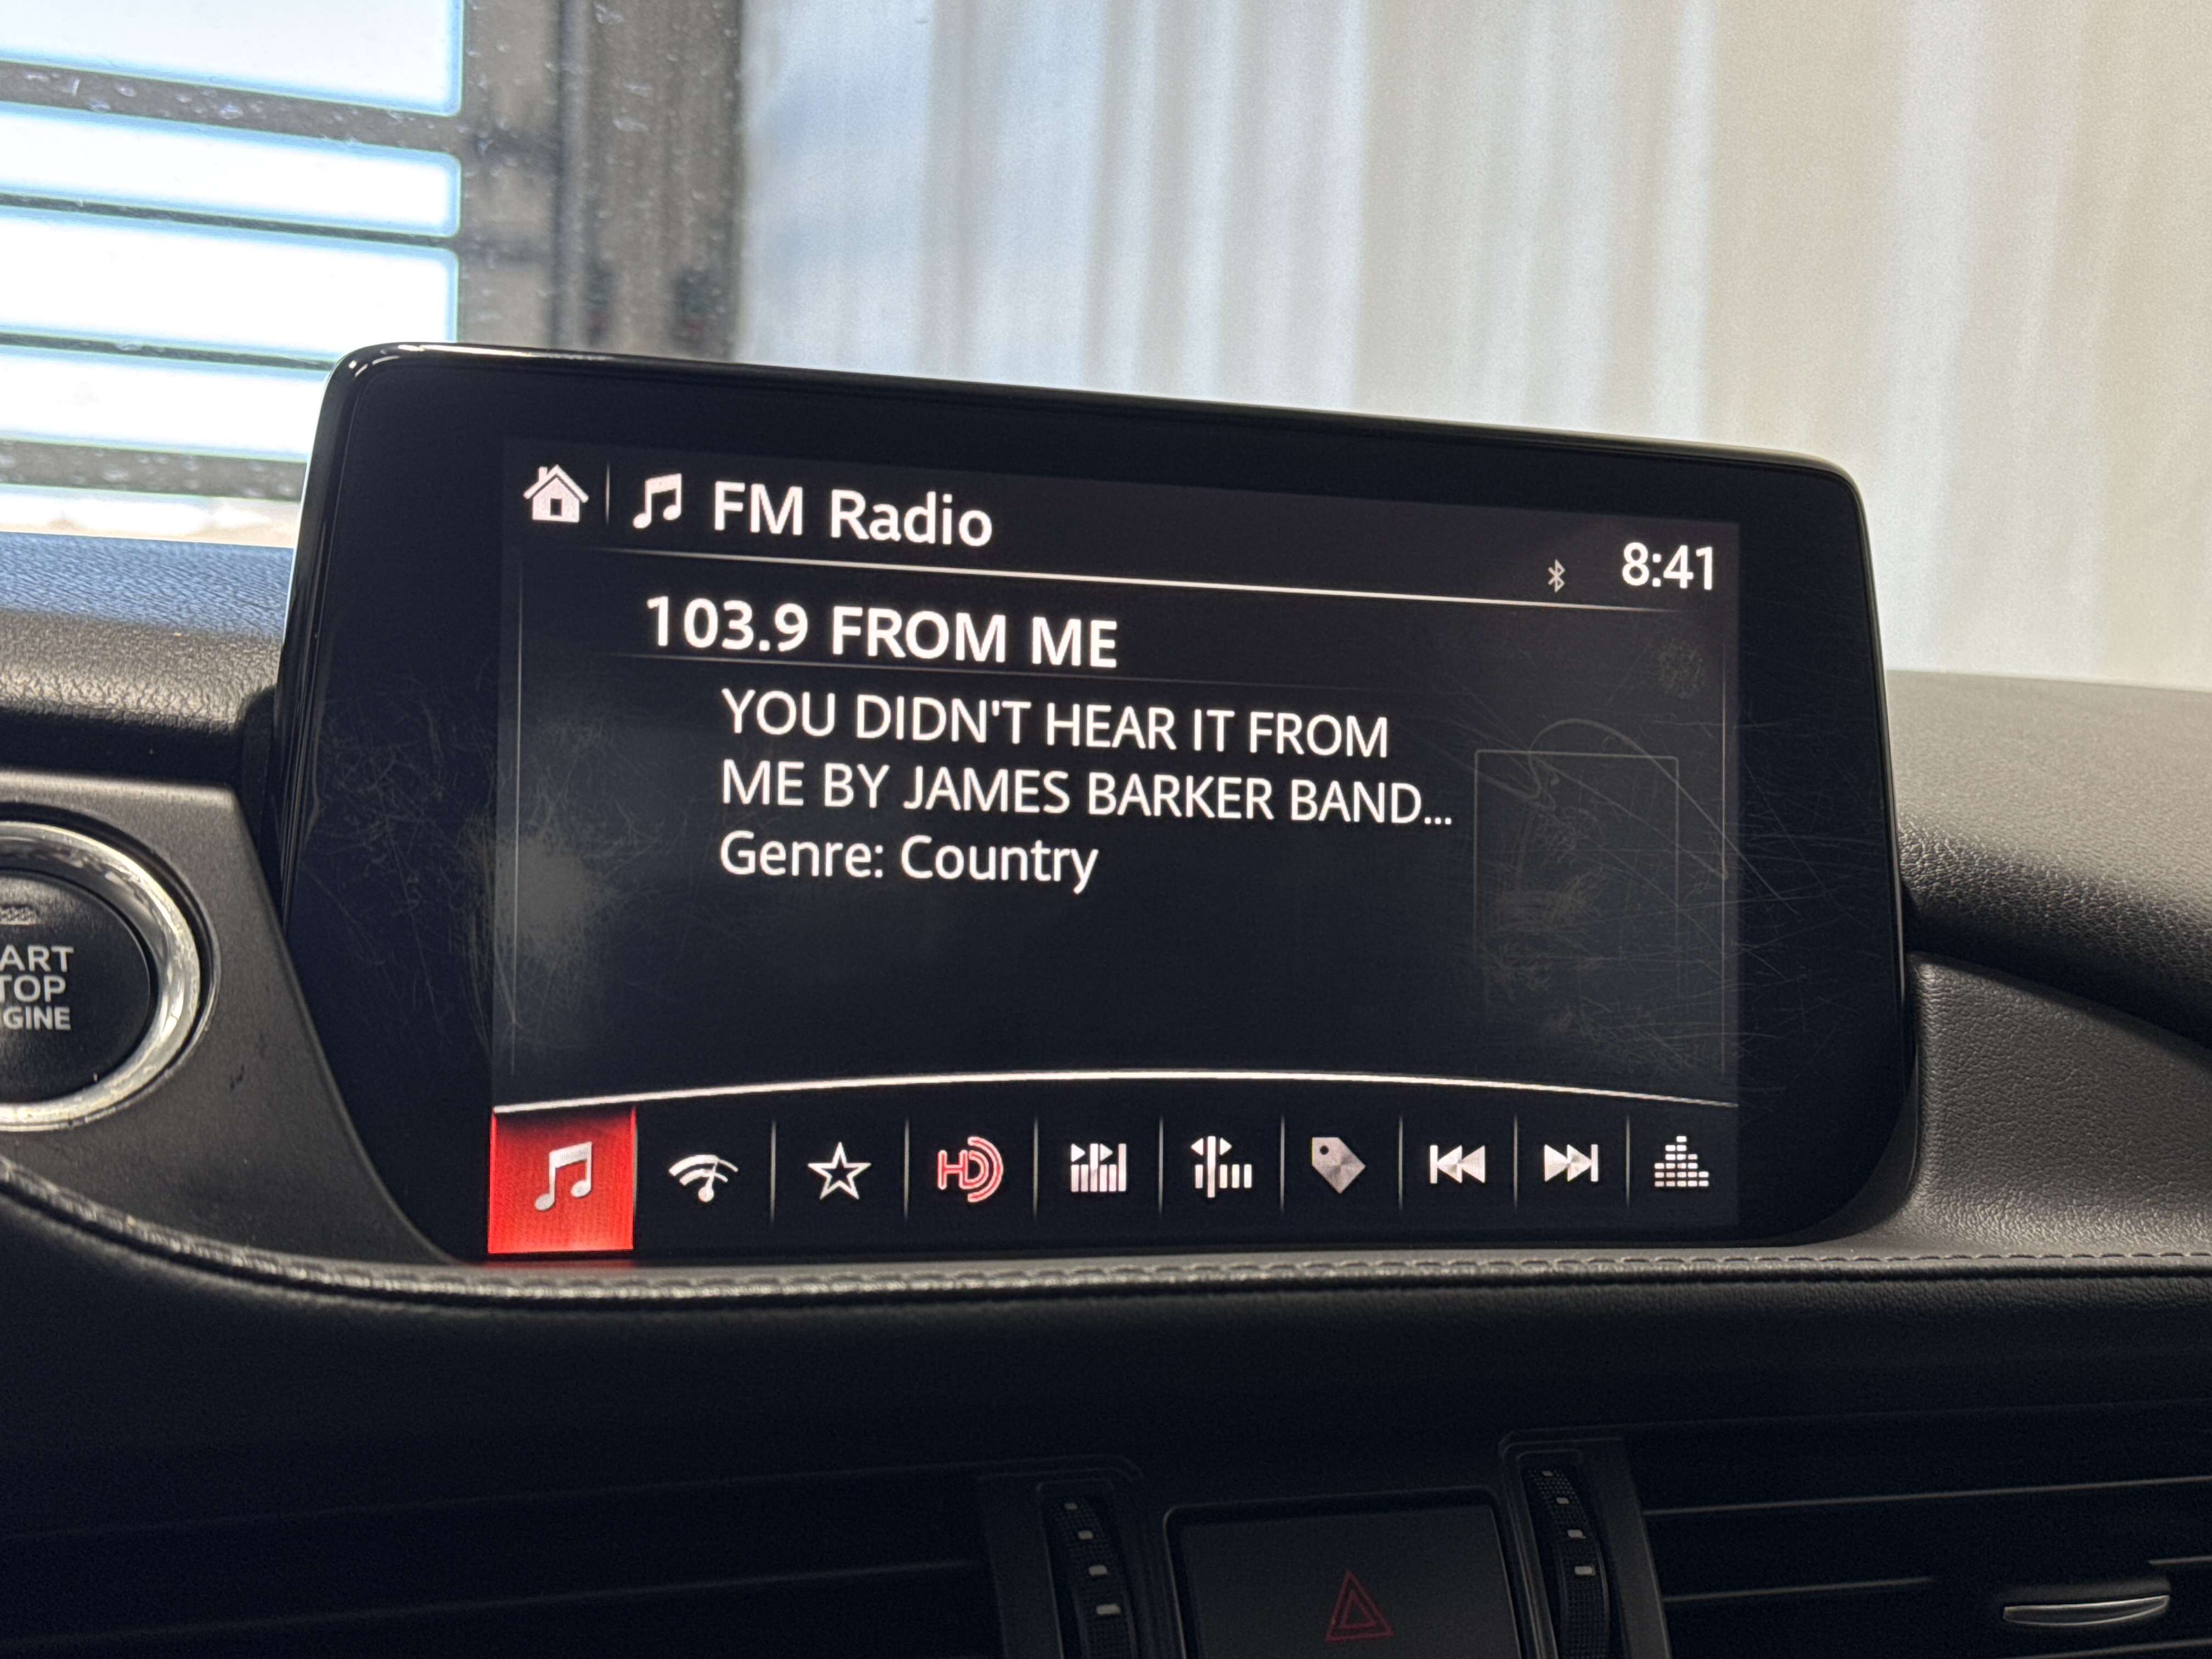 FM Radio
8:41
103.9 FROM ME
YOU DIDN'T HEAR IT FROM
ME BY JAMES BARKER BAND...
Genre: Country
HD
ART
TOP
GINE